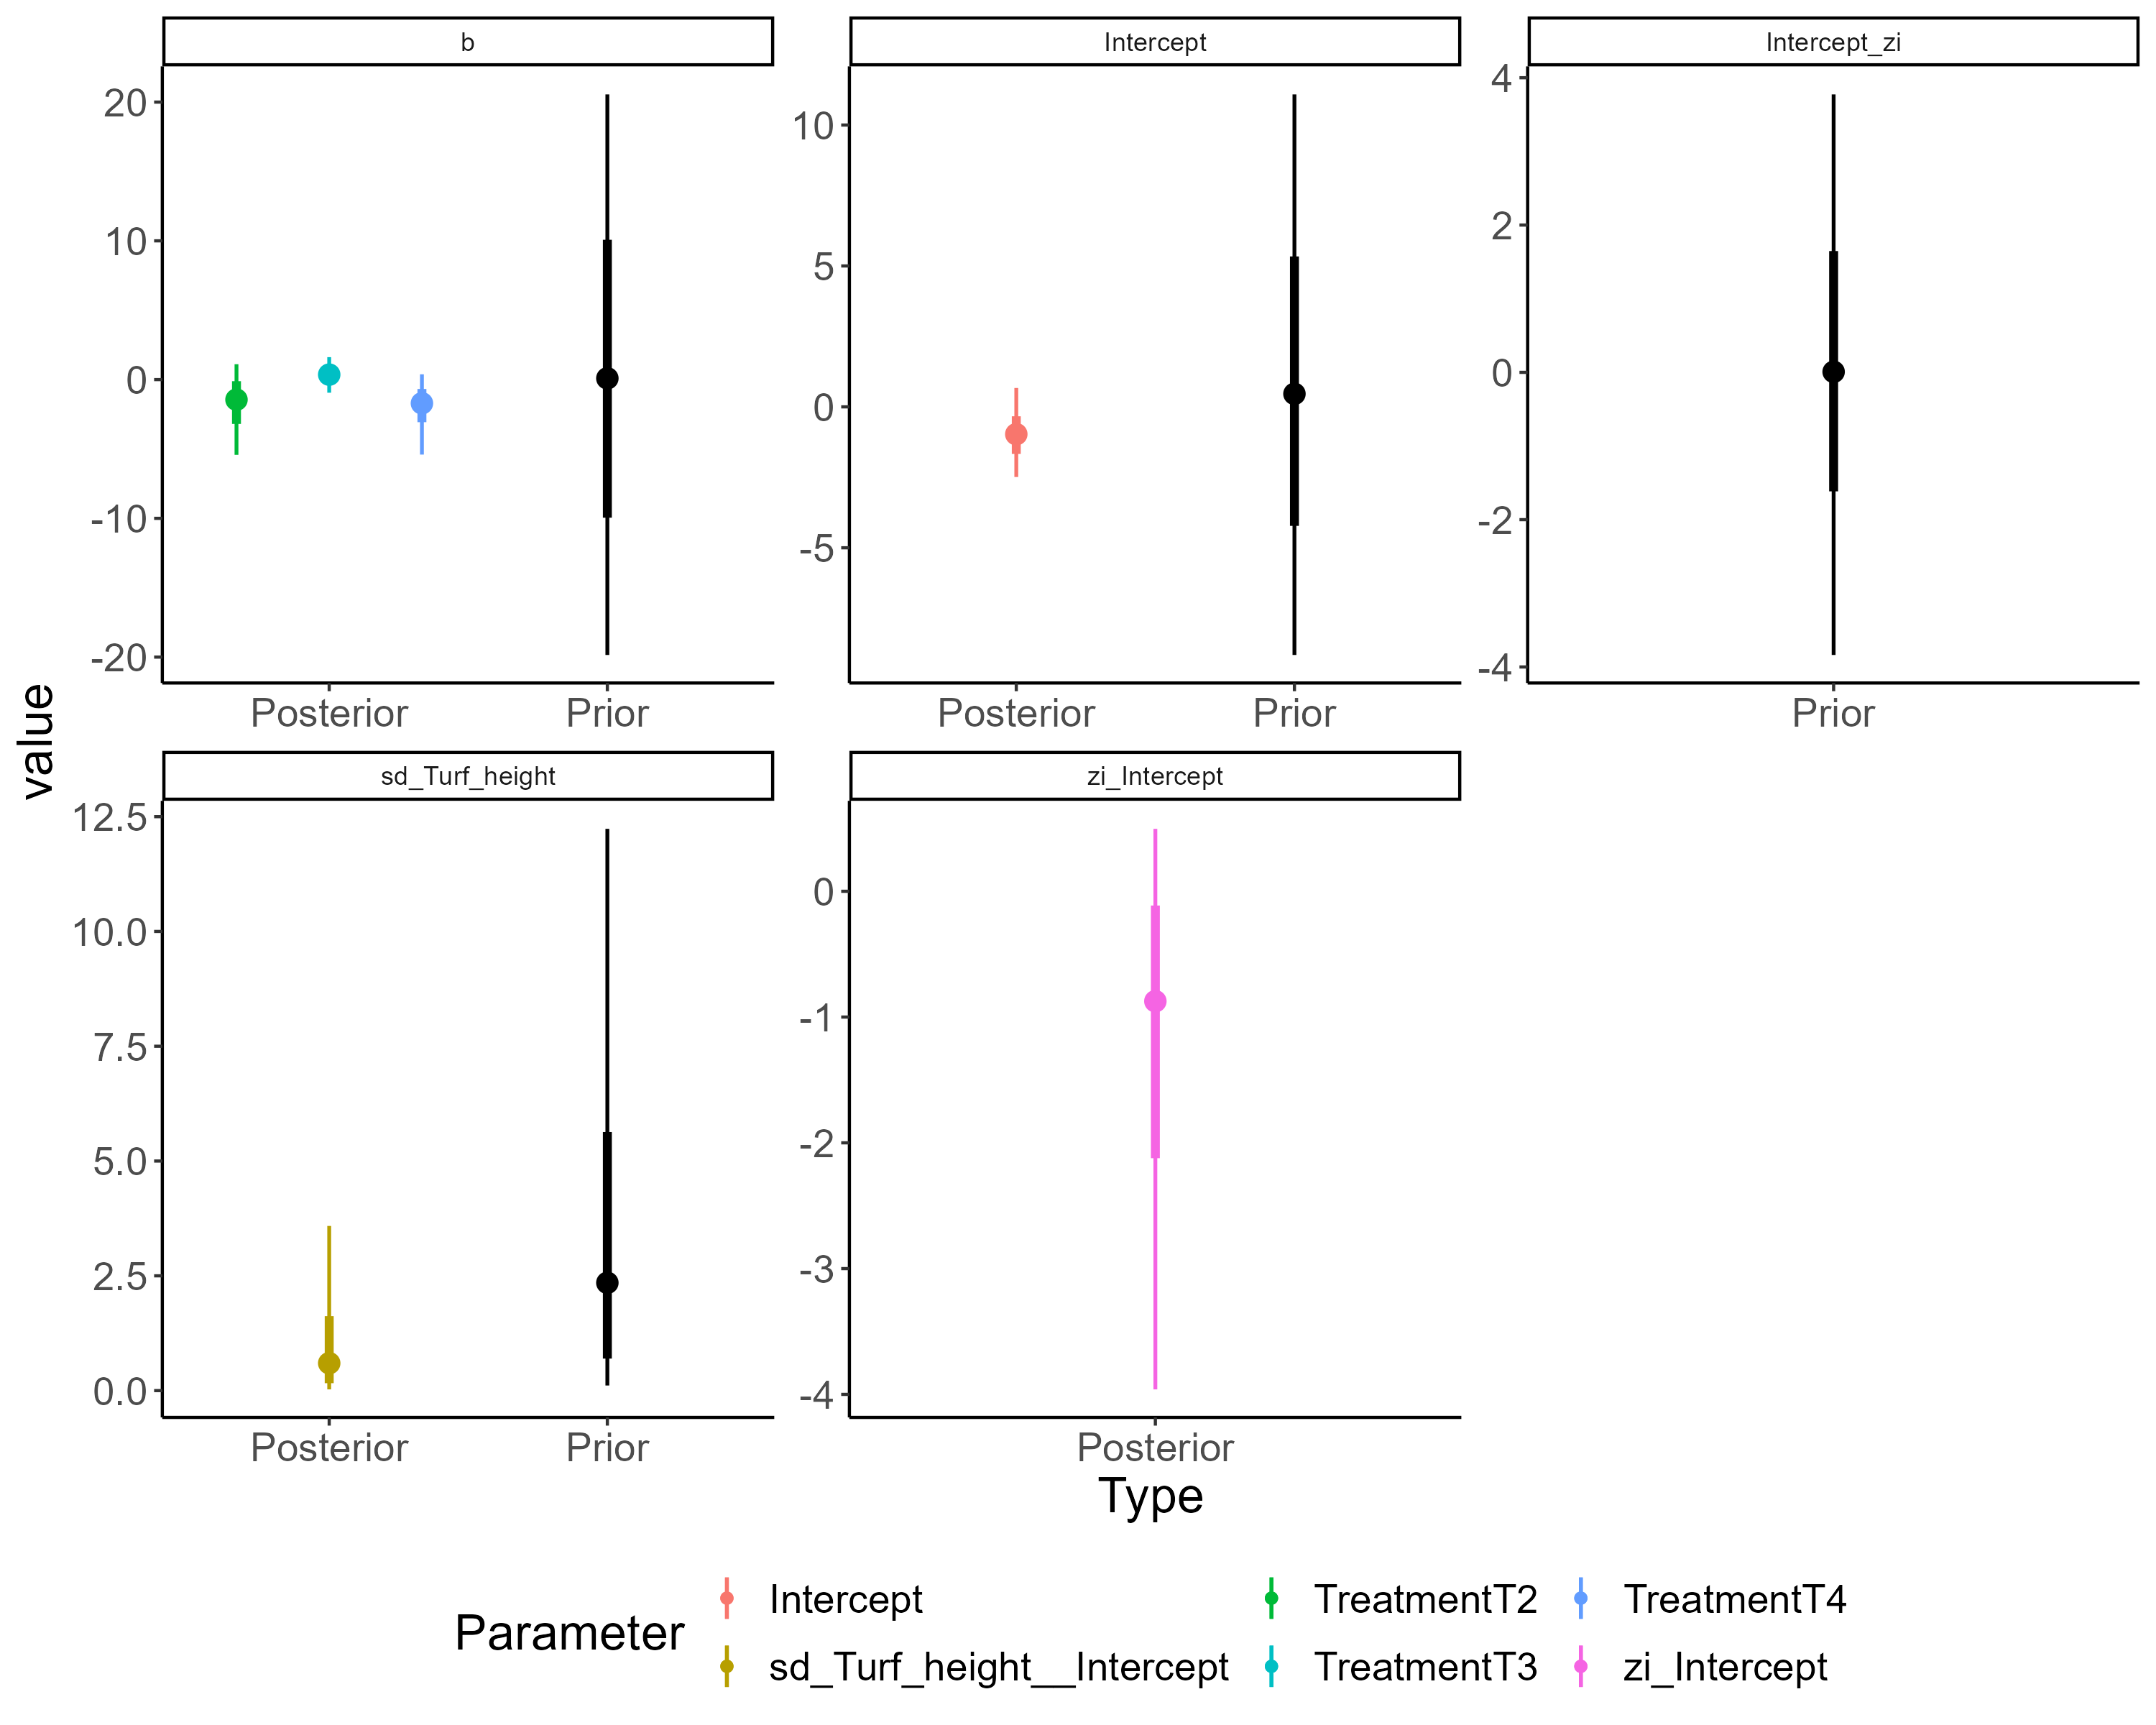 b
Intercept
Intercept_zi
20
10
0
-10
-20
10
5
0
-5
4
2
0
-2
-4
Posterior
Prior
Posterior
Prior
Prior
value
sd_Turf_height
zi_Intercept
12.5
10.0
7.5
5.0
2.5
0.0
0
-1
-2
-3
-4
Posterior
Prior
Posterior
Type
Parameter
Intercept
sd_Turf_height__Intercept
TreatmentT2
TreatmentT3
TreatmentT4
zi_Intercept